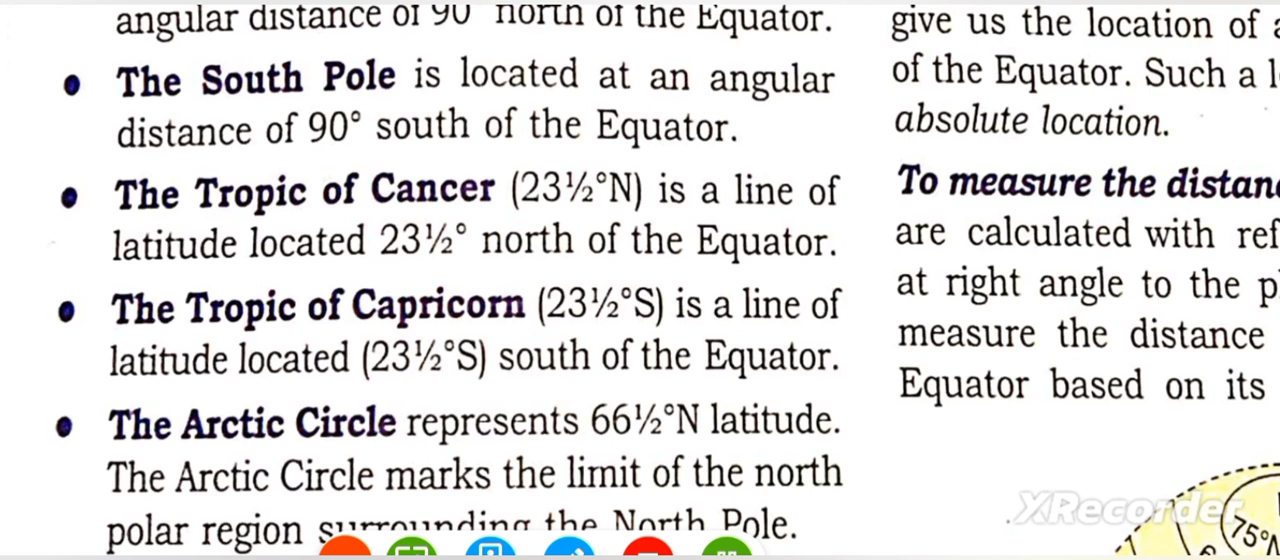 angular distance of 90° north of the Equator.
• The South Pole is located at an angular
distance of 90° south of the Equator.
• The Tropic of Cancer (23½°N) is a line of
latitude located 23½° north of the Equator.
• The Tropic of Capricorn (23½°S) is a line of
latitude located (23½°S) south of the Equator.
• The Arctic Circle represents 66½°N latitude.
The Arctic Circle marks the limit of the north
polar region surrounding the North Pole.
give us the location of
of the Equator. Such a
absolute location.
To measure the
are calculated with
at right angle to the
measure the distance
Equator based on its
75°N
XRecorder